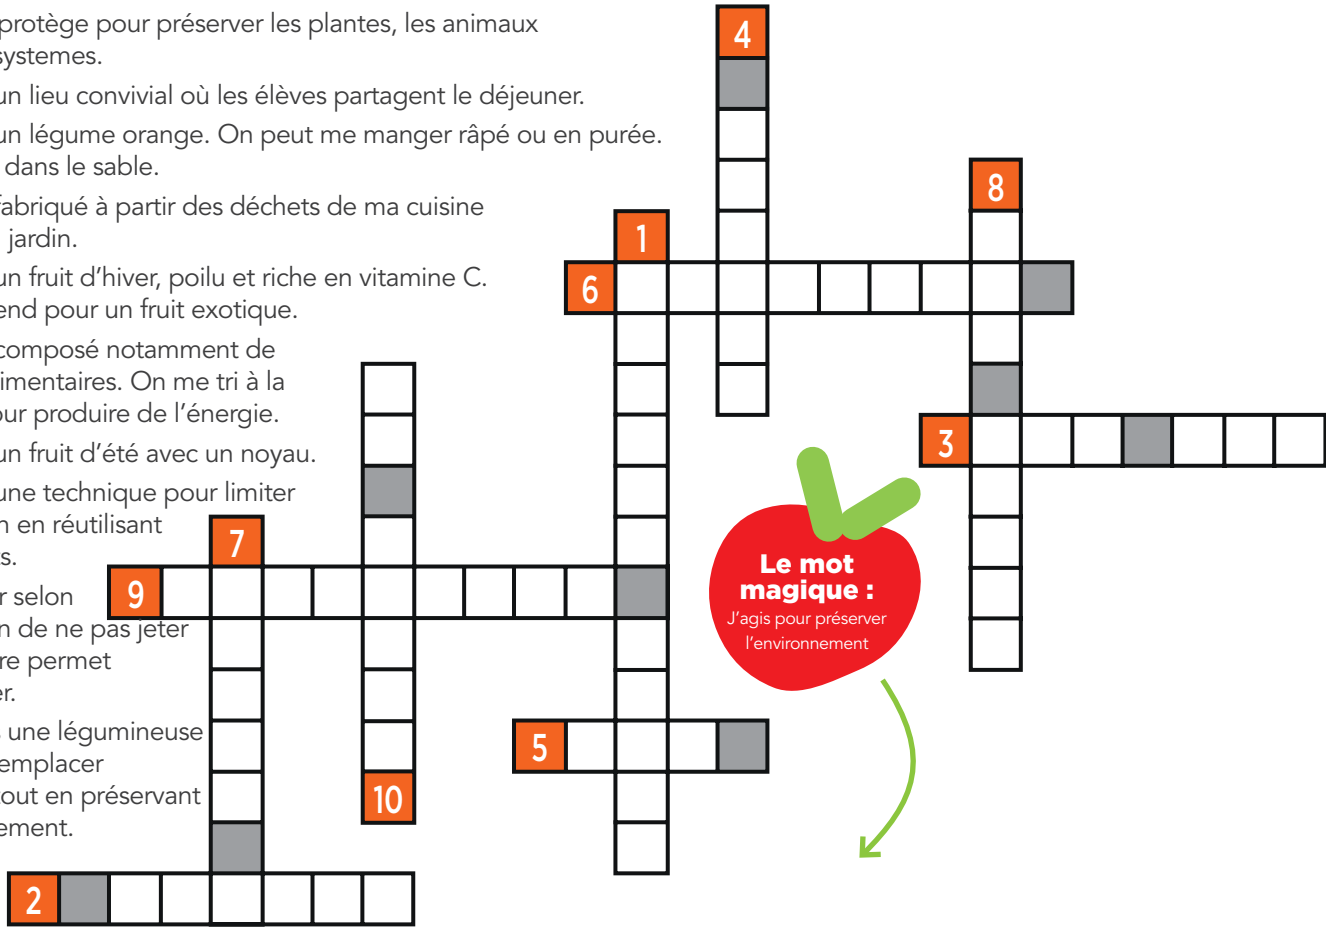 protège pour préserver les plantes, les animaux
systemes.
un lieu convivial où les élèves partagent le déjeuner.
un légume orange. On peut me manger râpé ou en purée.
dans le sable.
fabriqué à partir des déchets de ma cuisine
jardin.
un fruit d'hiver, poilu et riche en vitamine C.
end pour un fruit exotique.
composé notamment de
imentaires. On me tri à la
our produire de l'énergie.
un fruit d'été avec un noyau.
une technique pour limiter
n en réutilisant
s.
r selon
n de ne pas jeter
re permet
er.
s une légumineuse
emplacer
tout en préservant
ement.
4
8
1
6
3
7
9
5
10
2
Le mot
magique :
J'agis pour préserver
l'environnement